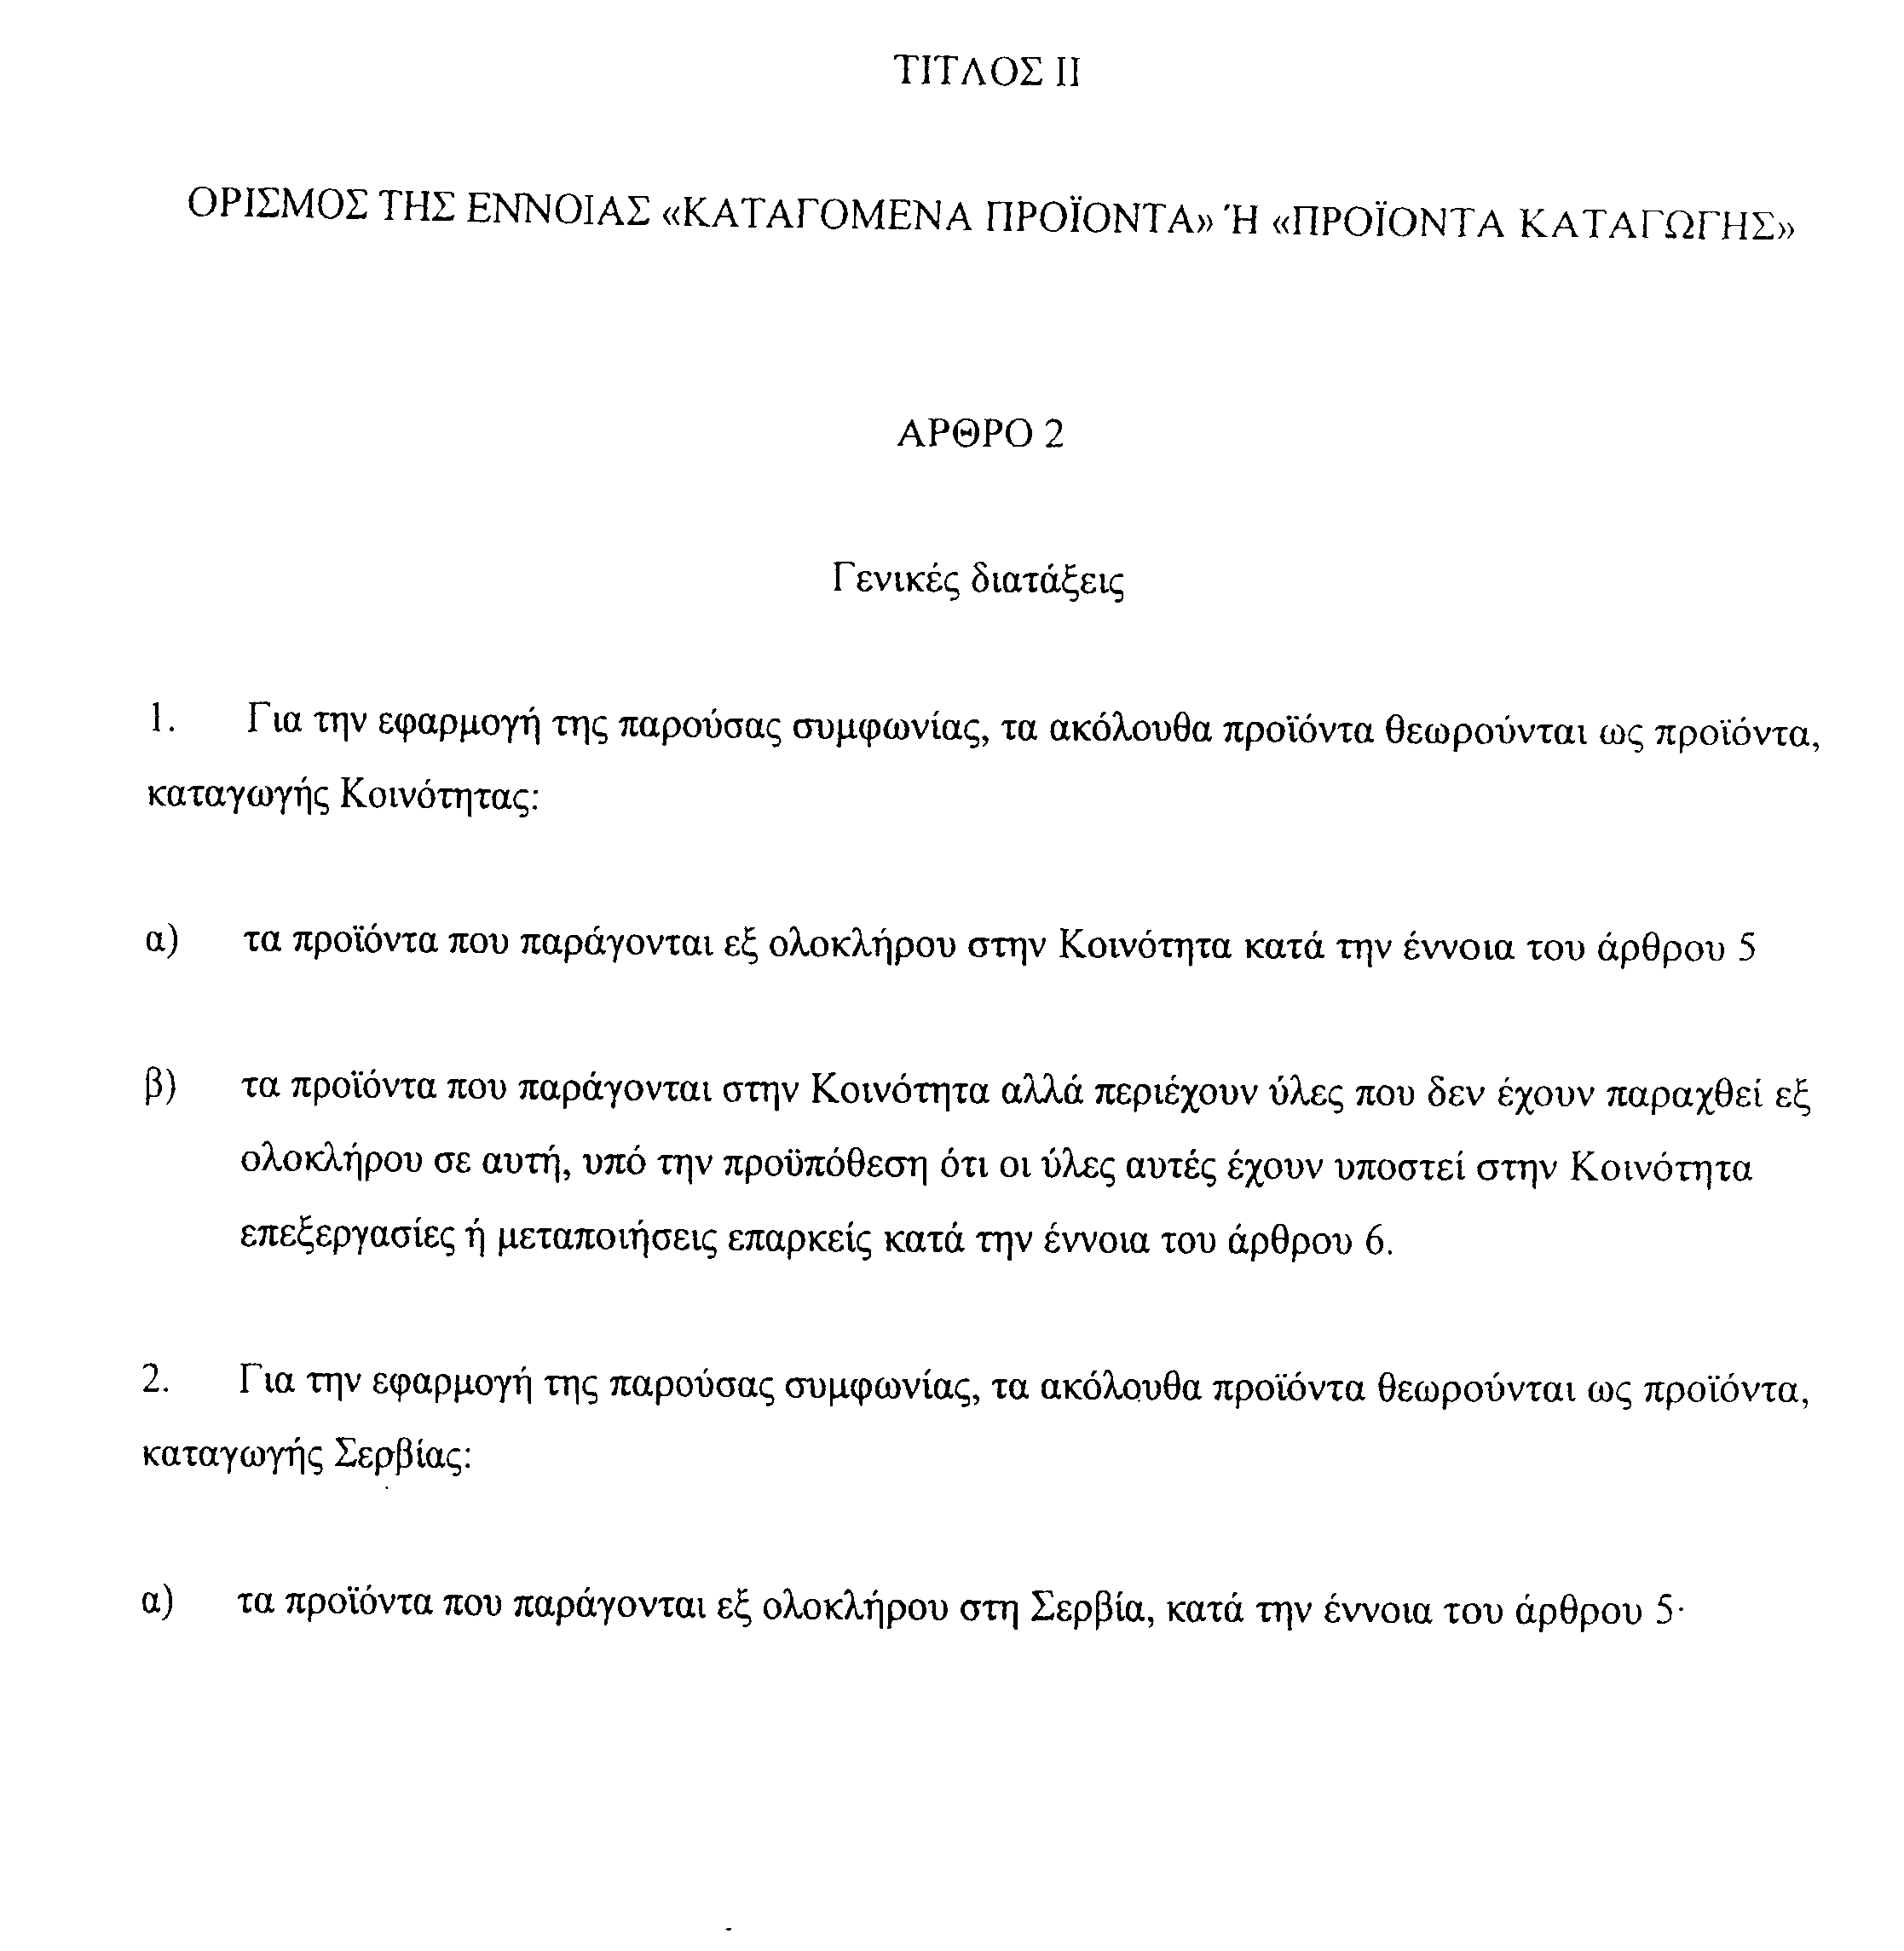 ΤΙΤΛΟΣ ΙΙ
ΟΡΙΣΜΟΣ ΤΗΣ ΕΝΝΟΙΑΣ «ΚΑΤΑΓΟΜΕΝΑ ΠΡΟΪΟΝΤΑ» Ή «ΠΡΟΪΟΝΤΑ ΚΑΤΑΓΩΓΗΣ»
ΑΡΘΡΟ 2
Γενικές διατάξεις
1. Για την εφαρμογή της παρούσας συμφωνίας, τα ακόλουθα προϊόντα θεωρούνται ως προϊόντα,
καταγωγής Κοινότητας:
α) τα προϊόντα που παράγονται εξ ολοκλήρου στην Κοινότητα κατά την έννοια του άρθρου 5
β) τα προϊόντα που παράγονται στην Κοινότητα αλλά περιέχουν ύλες που δεν έχουν παραχθεί εξ
ολοκλήρου σε αυτή, υπό την προϋπόθεση ότι οι ύλες αυτές έχουν υποστεί στην Κοινότητα
επεξεργασίες ή μεταποιήσεις επαρκείς κατά την έννοια του άρθρου 6.
2. Για την εφαρμογή της παρούσας συμφωνίας, τα ακόλουθα προϊόντα θεωρούνται ως προϊόντα,
καταγωγής Σερβίας:
α) τα προϊόντα που παράγονται εξ ολοκλήρου στη Σερβία, κατά την έννοια του άρθρου 5·